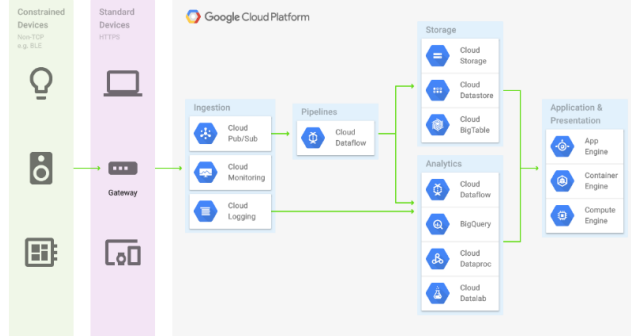 Constrained
Devices
Non-TCP
e.g. BLE
Standard
Devices
HTTPS
Gateway
Google Cloud Platform
Ingestion
Cloud
Pub/Sub
Cloud
Monitoring
Cloud
Logging
Pipelines
Cloud
Dataflow
Storage
Cloud
Storage
Cloud
Datastore
Cloud
BigTable
Analytics
Cloud
Dataflow
BigQuery
Cloud
Dataproc
Cloud
Datalab
Application &
Presentation
App
Engine
Container
Engine
Compute
Engine